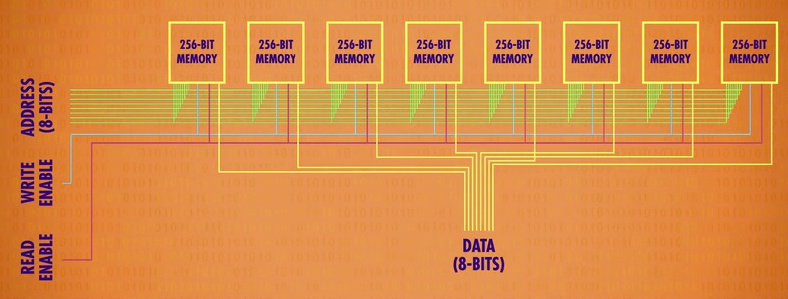 256-BIT
MEMORY
256-BIT
MEMORY
256-BIT
MEMORY
256-BIT
MEMORY
256-BIT
MEMORY
256-BIT
MEMORY
256-BIT
MEMORY
256-BIT
MEMORY
ADDRESS
(8-BITS)
WRITE
ENABLE
READ
ENABLE
DATA
(8-BITS)